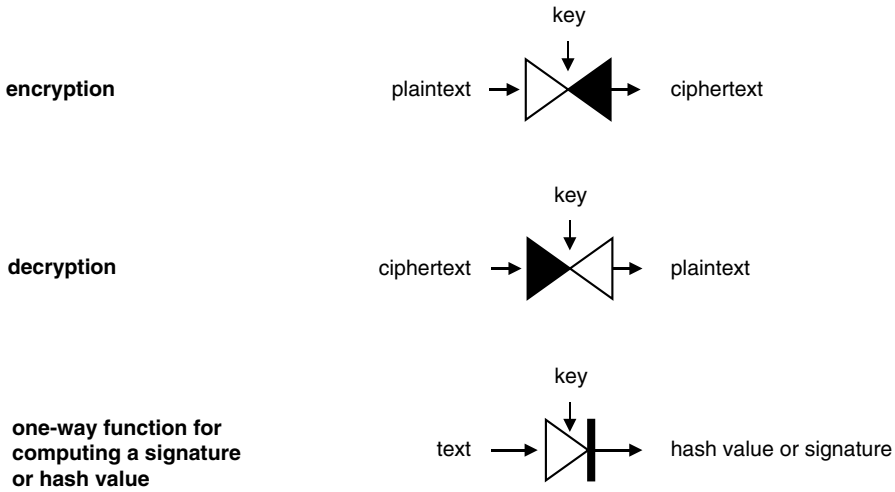 key
encryption
plaintext
ciphertext
key
decryption
ciphertext
plaintext
key
one-way function for
computing a signature
or hash value
text
hash value or signature